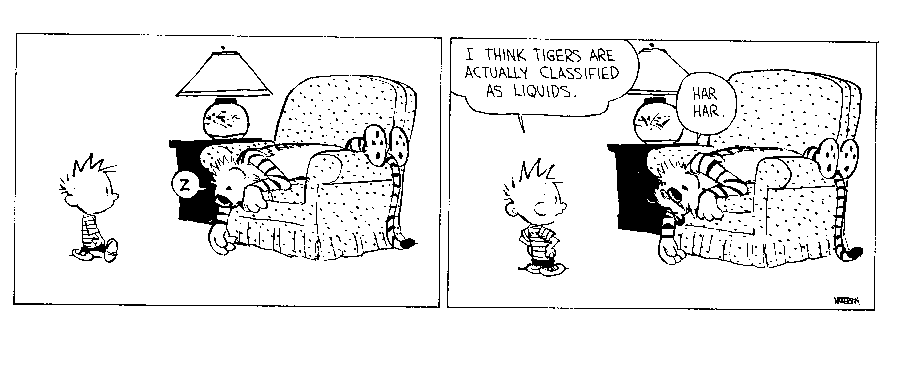 Z
I THINK TIGERS ARE
ACTUALLY CLASSIFIED
AS LIQUIDS.
HAR
HAR